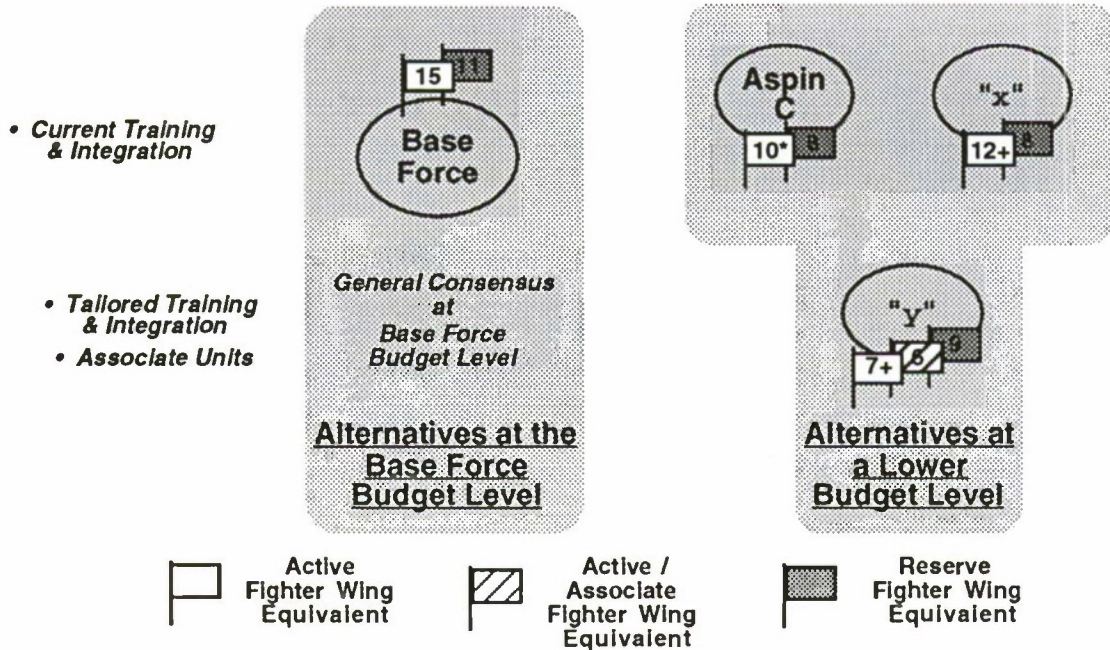 • Current Training
& Integration
15
11
Base
Force
Aspin
C
10*
8
"x"
12+
8
• Tailored Training
& Integration
• Associate Units
General Consensus
at
Base Force
Budget Level
"y"
7+
9
Alternatives at the
Base Force
Budget Level
Alternatives at
a Lower
Budget Level
Active
Fighter Wing
Equivalent
Active /
Associate
Fighter Wing
Equivalent
Reserve
Fighter Wing
Equivalent